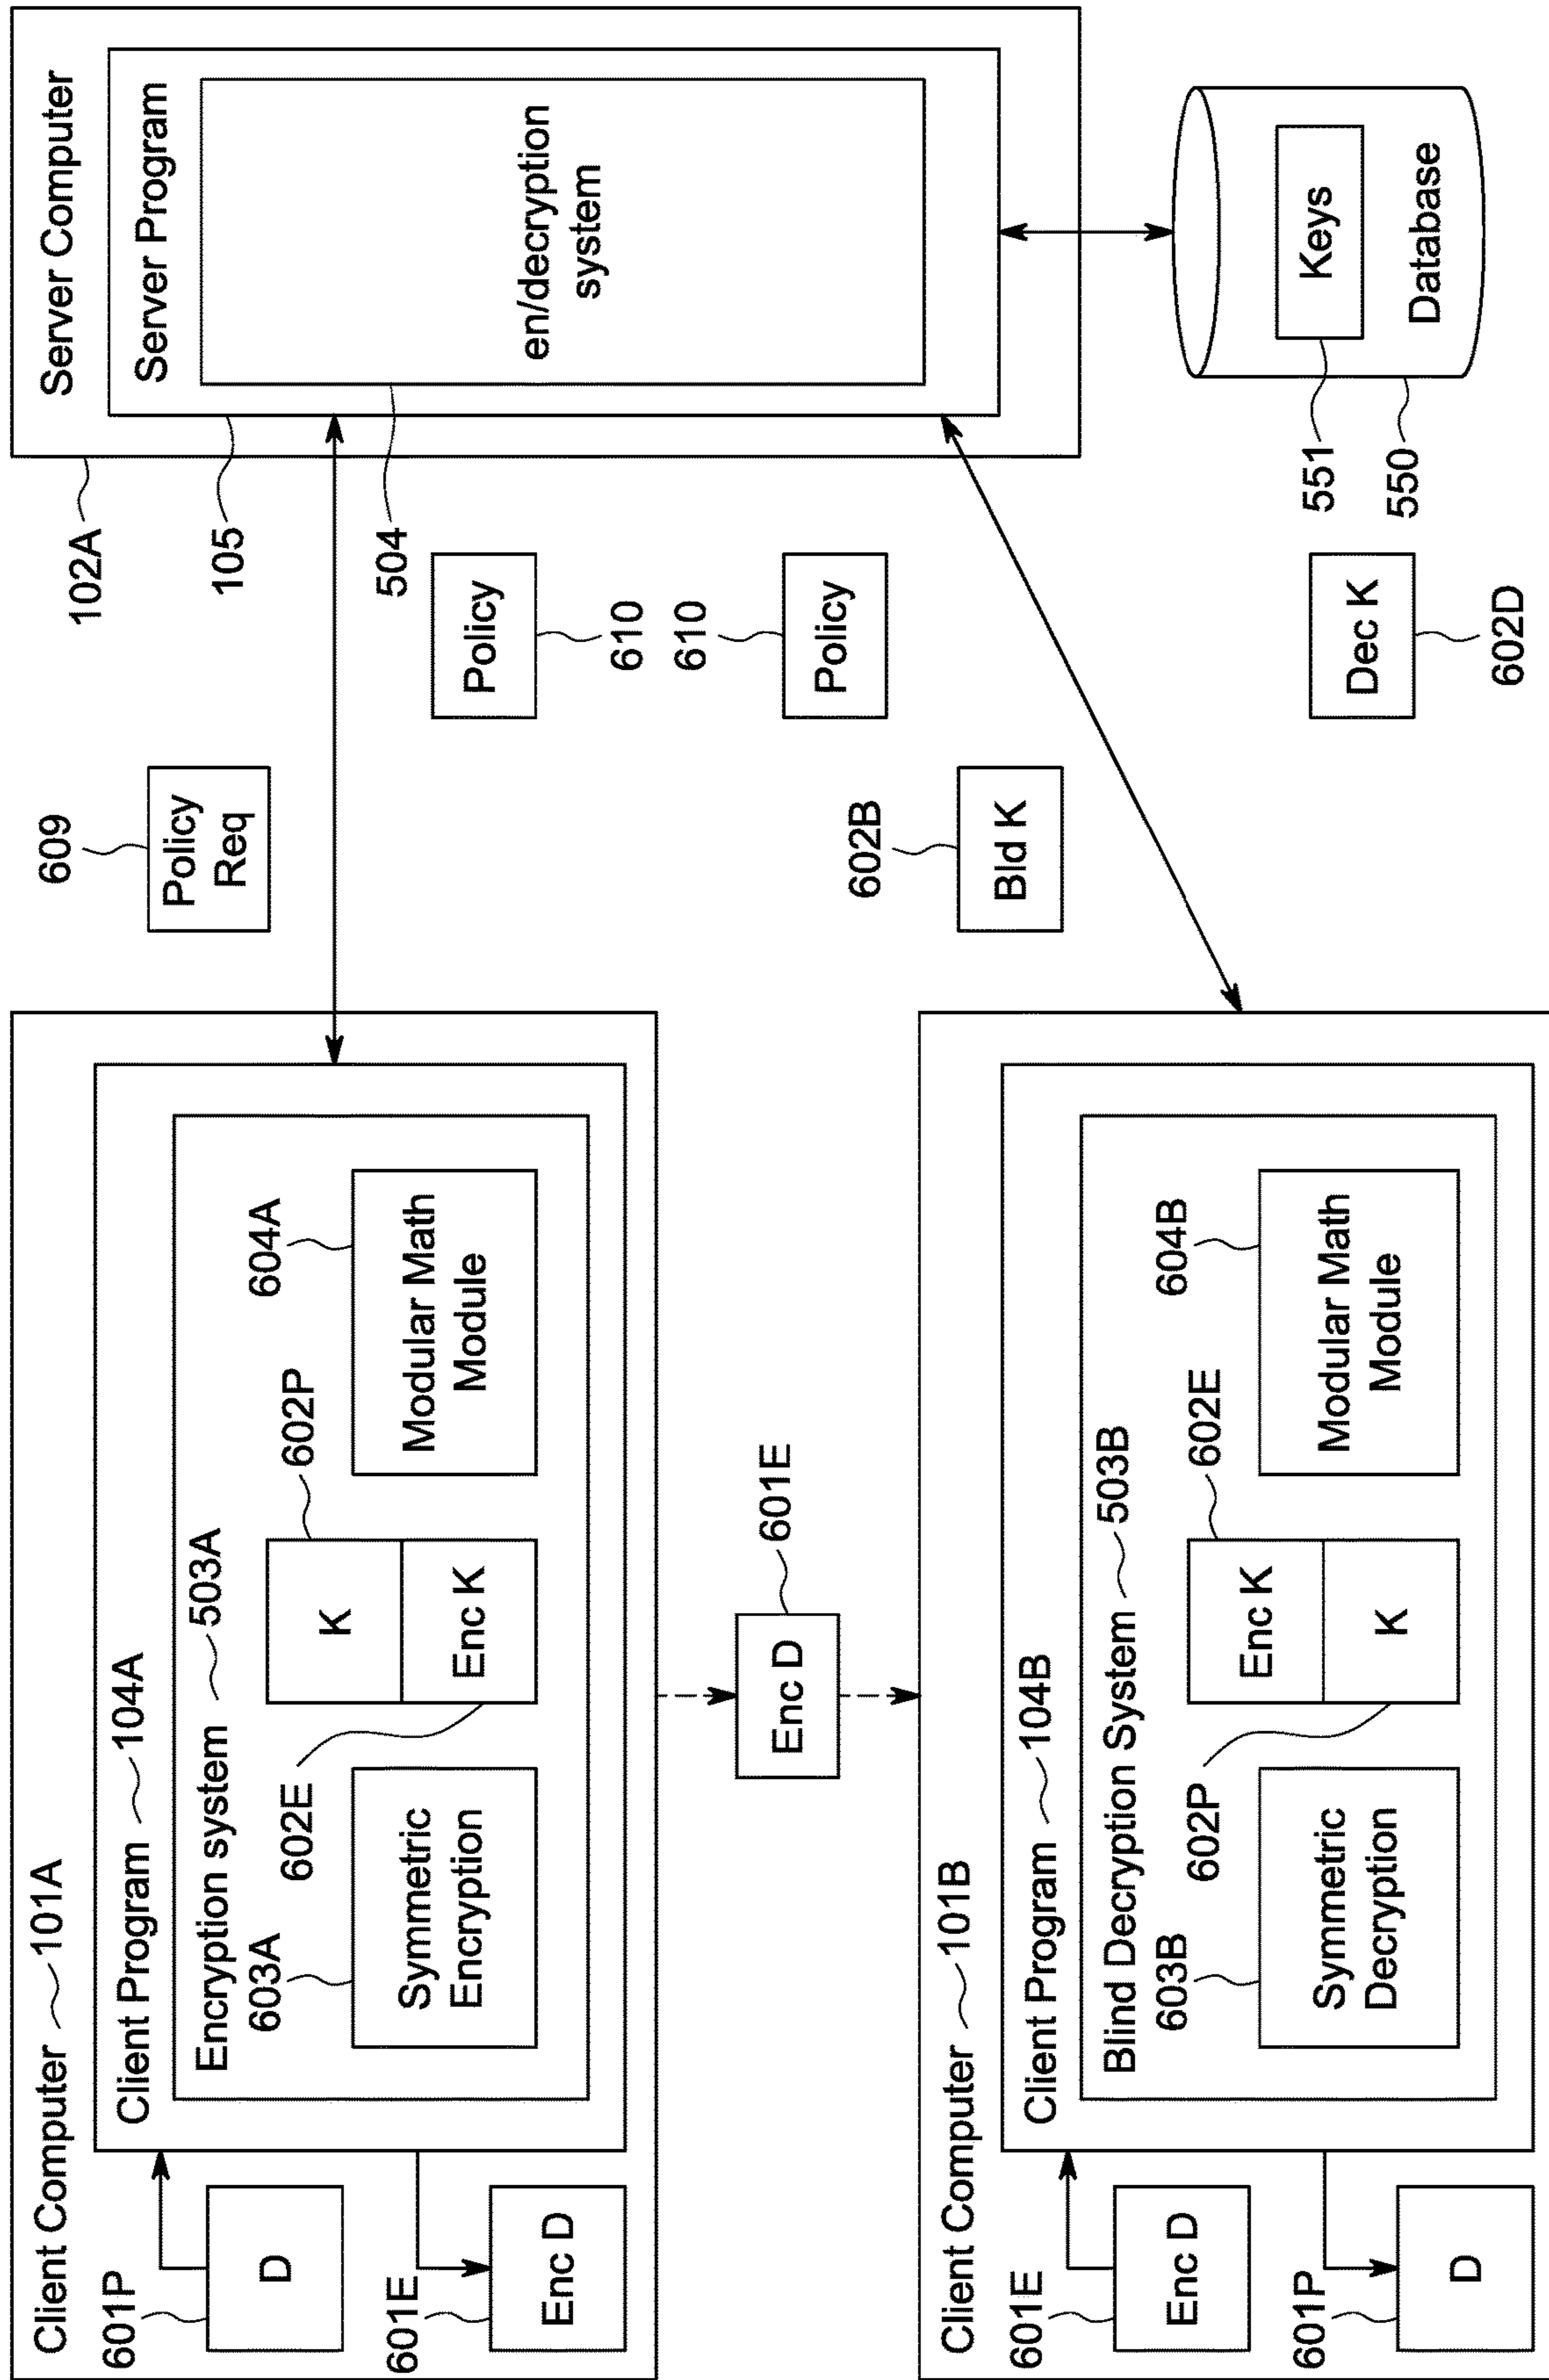 Client Computer 101A
Client Program 104A
Encryption system 503A
603A
Symmetric
Encryption
602E
K
Enc K
602P
604A
Modular Math
Module
601P
D
601E
Enc D
Enc D
601E
Client Computer 101B
Client Program 104B
Blind Decryption System 503B
603B
Symmetric
Decryption
602P
Enc K
K
602E
604B
Modular Math
Module
601E
Enc D
601P
D
609
Policy
Req
Policy
610
610
Policy
602B
Bld K
Dec K
602D
102A
105
504
Server Computer
Server Program
en/decryption
system
551
550
Keys
Database